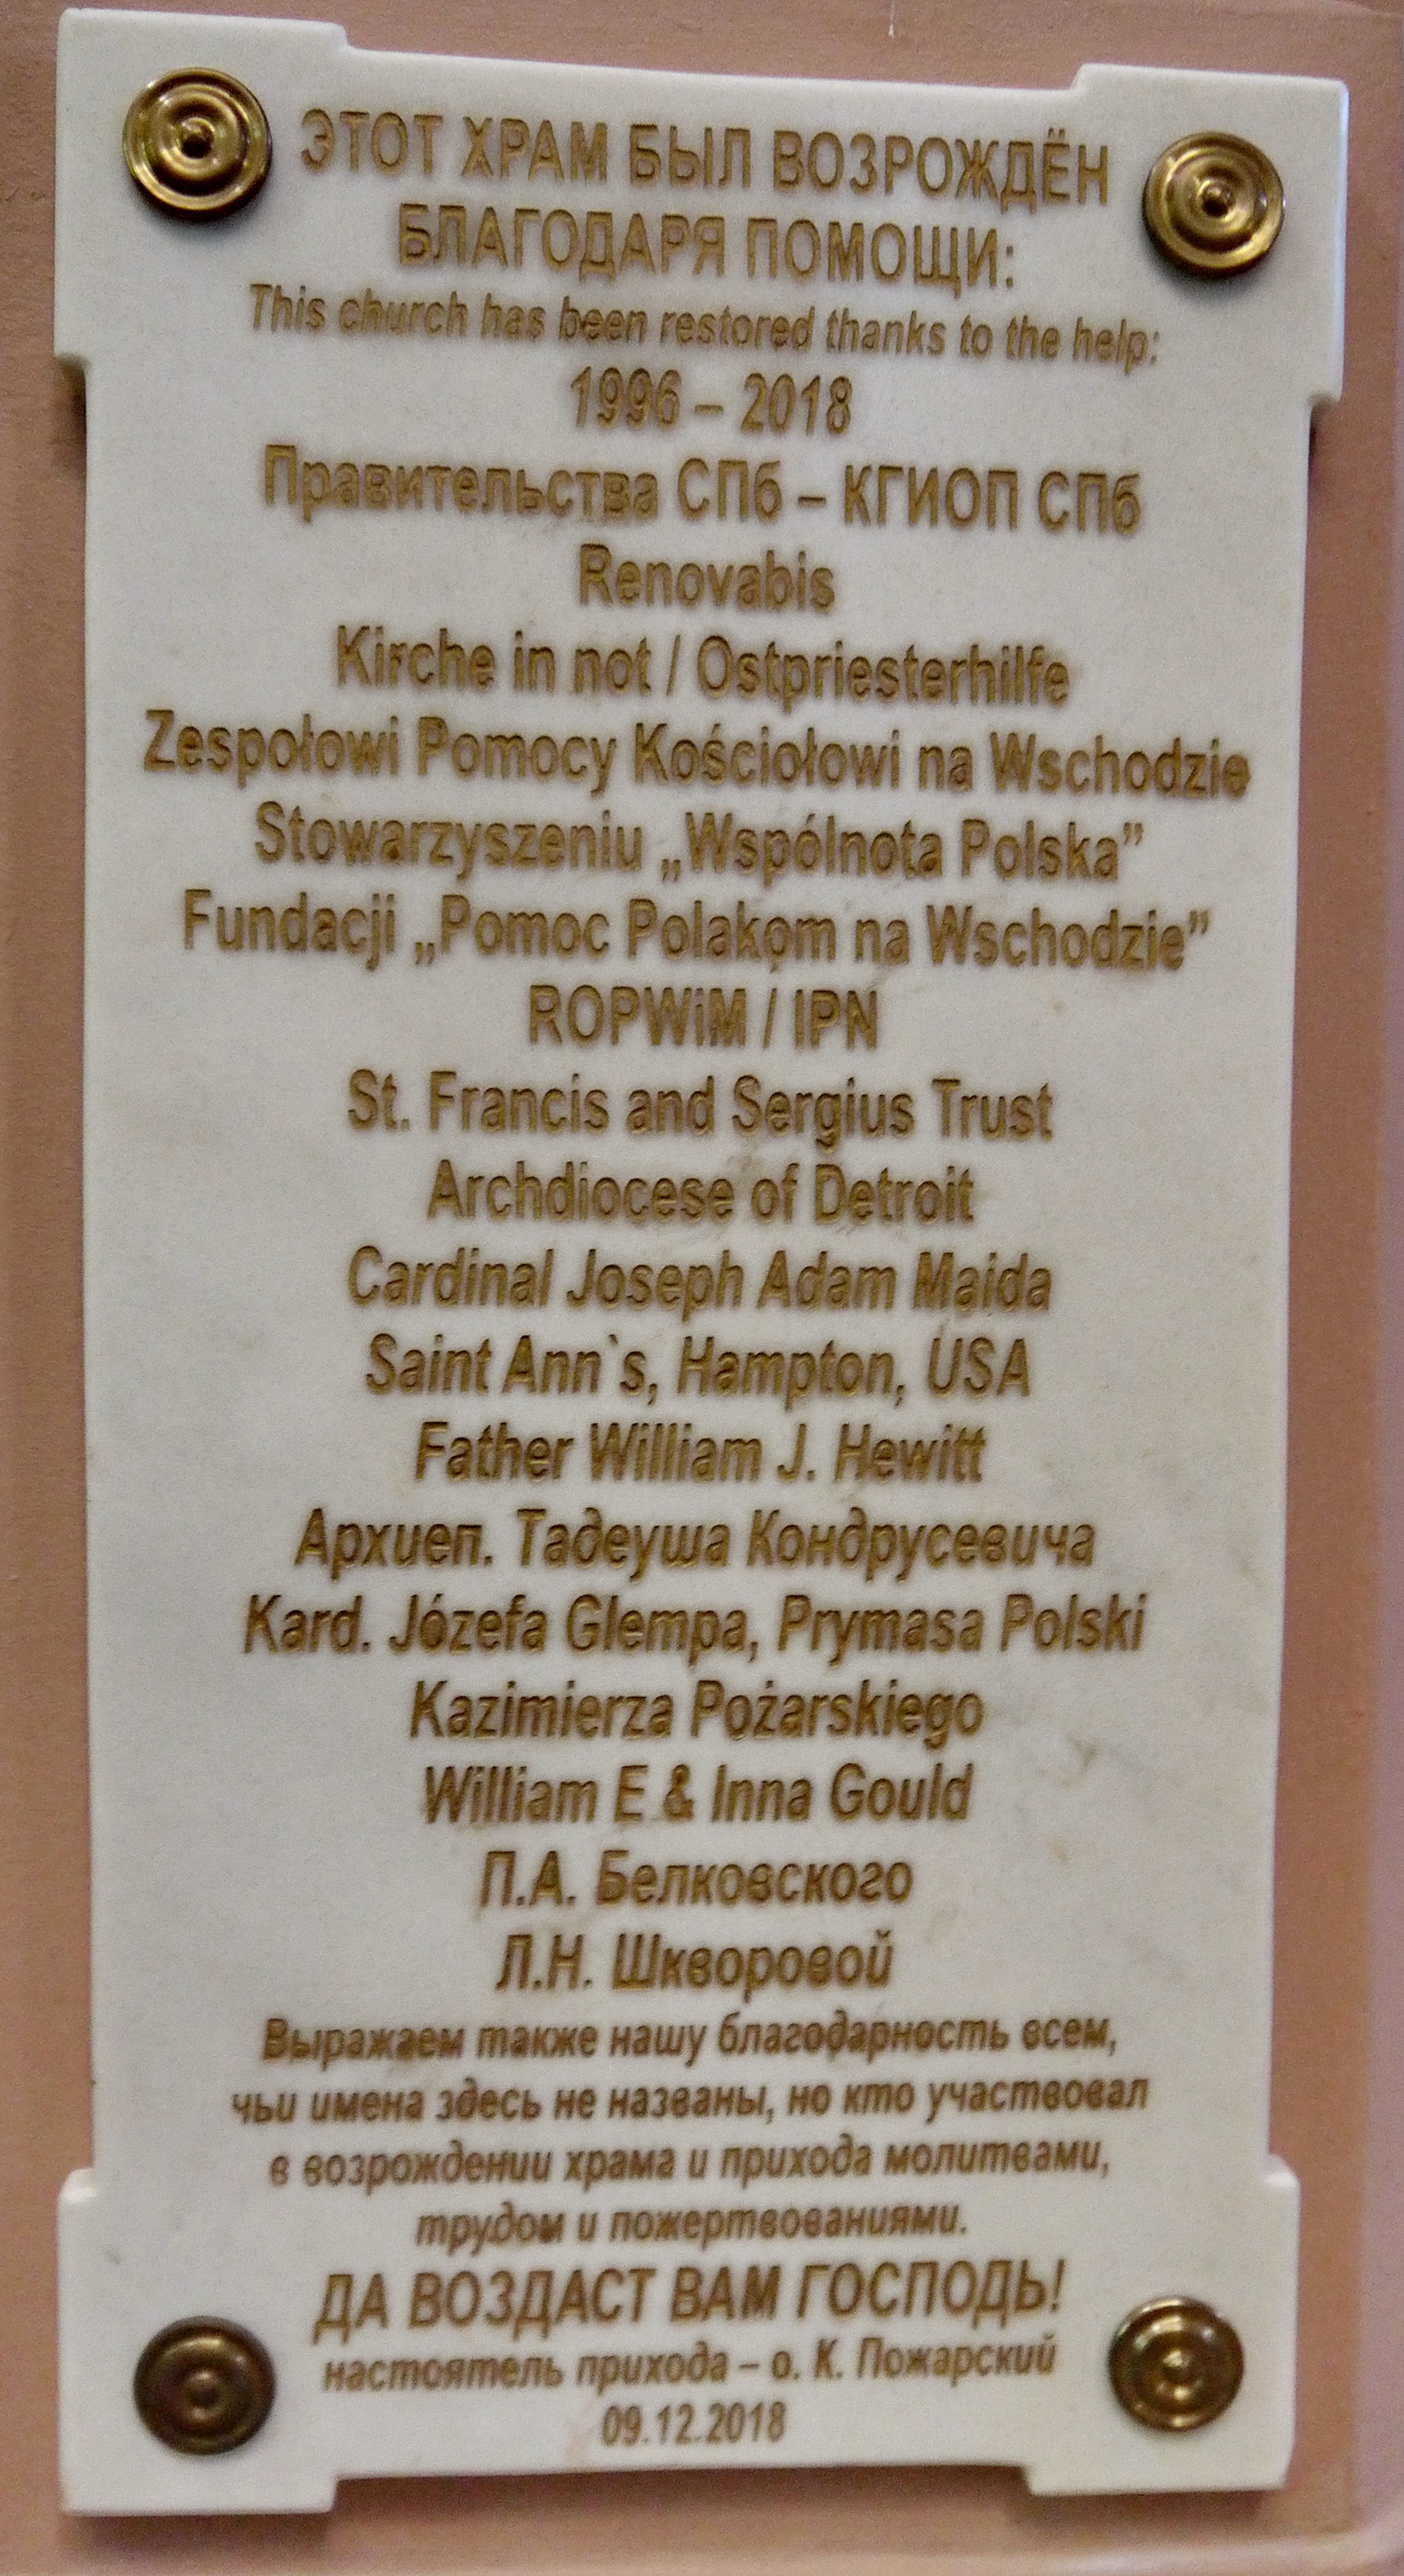 ЭТОТ ХРАМ БЫЛ ВОЗРОЖДЁН
БЛАГОДАРЯ ПОМОЩИ:
This church has been restored thanks to the help:
1996 – 2018
Правительства СПб – КГИОП СПб
Renovabis
Kirche in not / Ostpriesterhilfe
Zespołowi Pomocy Kościołowi na Wschodzie
Stowarzyszeniu „Wspólnota Polska”
Fundacji „Pomoc Polakom na Wschodzie”
ROPWiM / IPN
St. Francis and Sergius Trust
Archdiocese of Detroit
Cardinal Joseph Adam Maida
Saint Ann`s, Hampton, USA
Father William J. Hewitt
Архиеп. Тадеуша Кондрусевича
Kard. Józefa Glempa, Prymasa Polski
Kazimierza Pożarskiego
William E & Inna Gould
П.А. Белковского
Л.Н. Шкворовой
Выражаем также нашу благодарность всем,
чьи имена здесь не названы, но кто участвовал
в возрождении храма и прихода молитвами,
трудом и пожертвованиями.
ДА ВОЗДАСТ ВАМ ГОСПОДЬ!
настоятель прихода – о. К. Пожарский
09.12.2018